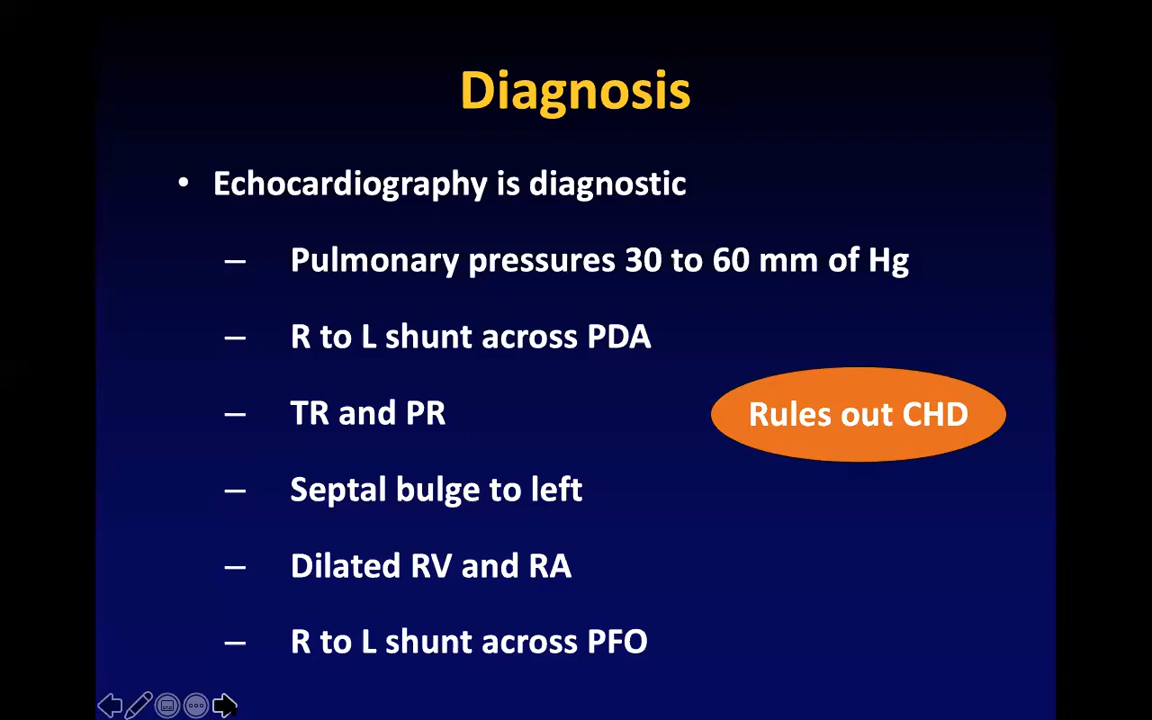 Diagnosis
• Echocardiography is diagnostic
– Pulmonary pressures 30 to 60 mm of Hg
– R to L shunt across PDA
– TR and PR
Rules out CHD
– Septal bulge to left
– Dilated RV and RA
– R to L shunt across PFO